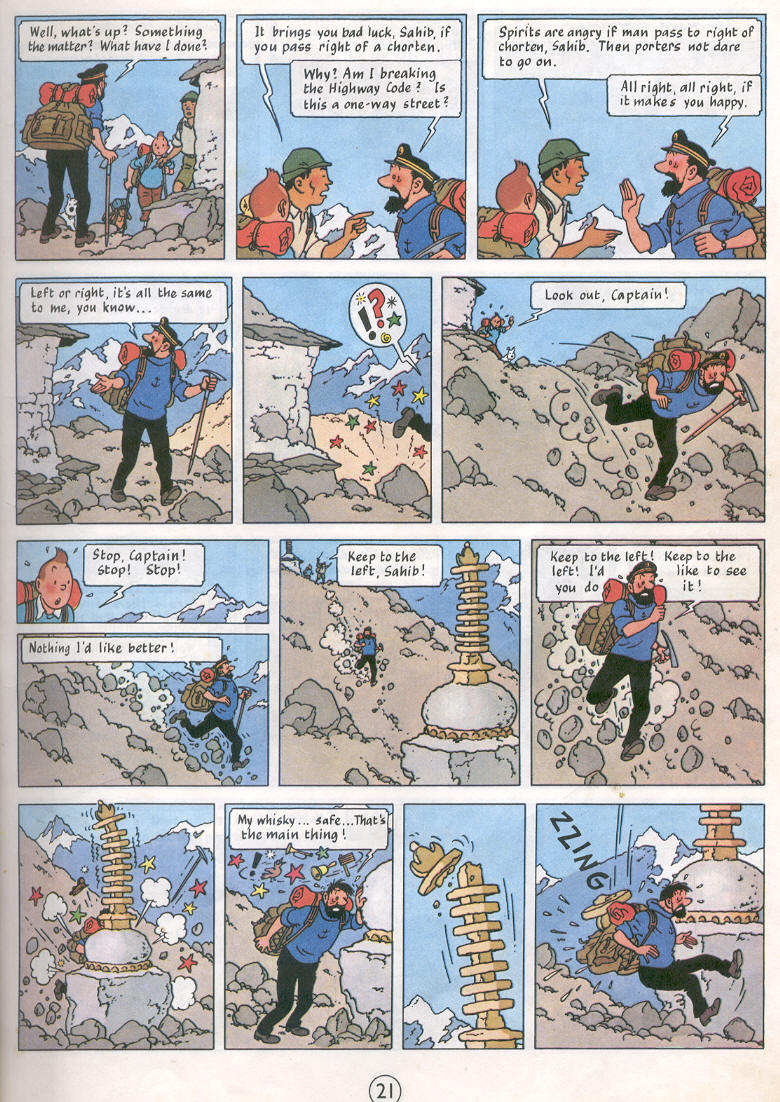 Well, what's up? Something
the matter? What have I done?
It brings you bad luck, Sahib, if
you pass right of a chorten.
Why? Am I breaking
the Highway Code? Is
this a one-way street?
Spirits are angry if man pass to right of
chorten, Sahib. Then porters not dare
to go on.
All right, all right, if
it makes you happy.
Left or right, it's all the same
to me, you know...
!?
Look out, Captain!
Stop, Captain!
Stop! Stop!
Nothing I'd like better!
Keep to the
left, Sahib!
Keep to the left! Keep to the
left! I'd like to see
you do it!
My whisky... safe...That's
the main thing!
!
ZZING
21